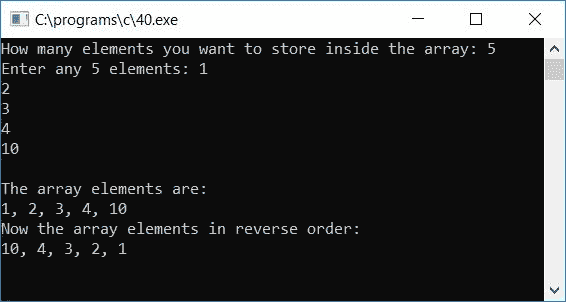 C:\programs\c\40.exe
How many elements you want to store inside the array: 5
Enter any 5 elements: 1
2
3
4
10
The array elements are:
1, 2, 3, 4, 10
Now the array elements in reverse order:
10, 4, 3, 2, 1